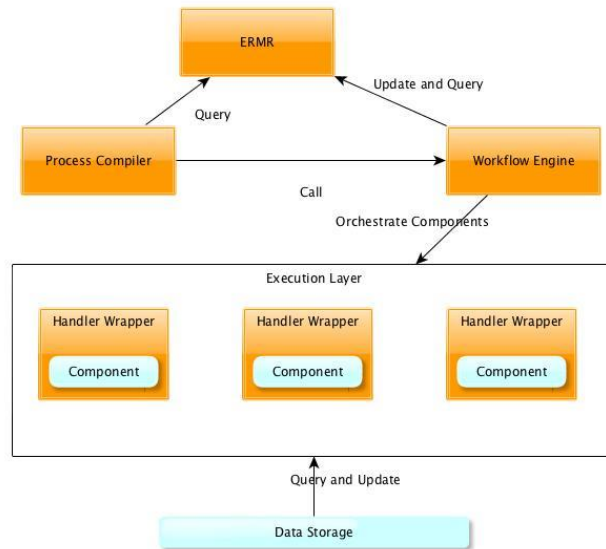 ERMR
Update and Query
Query
Process Compiler
Workflow Engine
Call
Orchestrate Components
Execution Layer
Handler Wrapper
Handler Wrapper
Handler Wrapper
Component
Component
Component
Query and Update
Data Storage